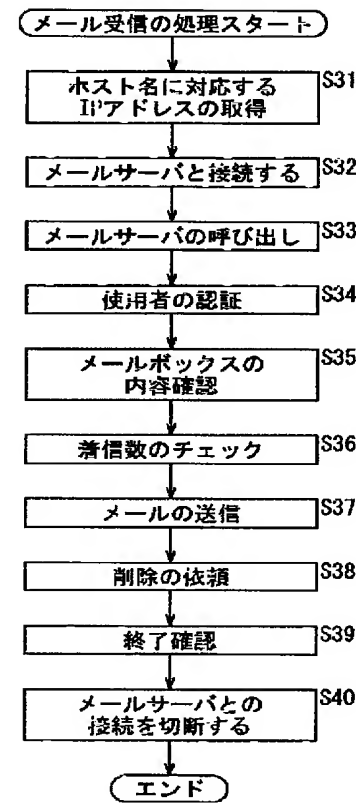 メール受信の処理スタート
ホスト名に対応する
IPアドレスの取得
S31
メールサーバと接続する
S32
メールサーバの呼び出し
S33
使用者の認証
S34
メールボックスの
内容確認
S35
着信数のチェック
S36
メールの送信
S37
削除の依頼
S38
終了確認
S39
メールサーバとの
接続を切断する
S40
エンド